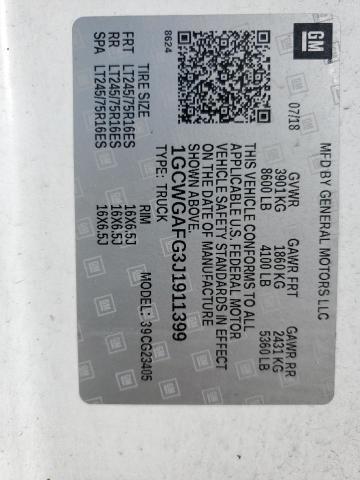 GM
MFD BY GENERAL MOTORS LLC
07/18
GVWR GAWR FRT GAWR RR
3901 KG 1860 KG 2431 KG
8600 LB 4100 LB 5360 LB
THIS VEHICLE CONFORMS TO ALL
APPLICABLE U.S. FEDERAL MOTOR
VEHICLE SAFETY STANDARDS IN EFFECT
ON THE DATE OF MANUFACTURE
SHOWN ABOVE.
1GCWGAFG3J1911399
TYPE: TRUCK MODEL: 39CG23405
8624
TIRE SIZE RIM
FRT LT245/75R16ES 16X6.5J
RR LT245/75R16ES 16X6.5J
SPA LT245/75R16ES 16X6.5J